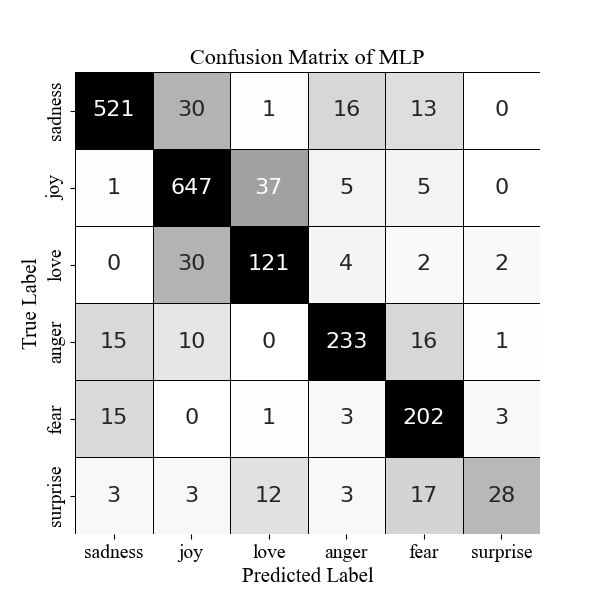 Confusion Matrix of MLP
True Label
sadness 521 30 1 16 13 0
joy 1 647 37 5 5 0
love 0 30 121 4 2 2
anger 15 10 0 233 16 1
fear 15 0 1 3 202 3
surprise 3 3 12 3 17 28
sadness joy love anger fear surprise
Predicted Label